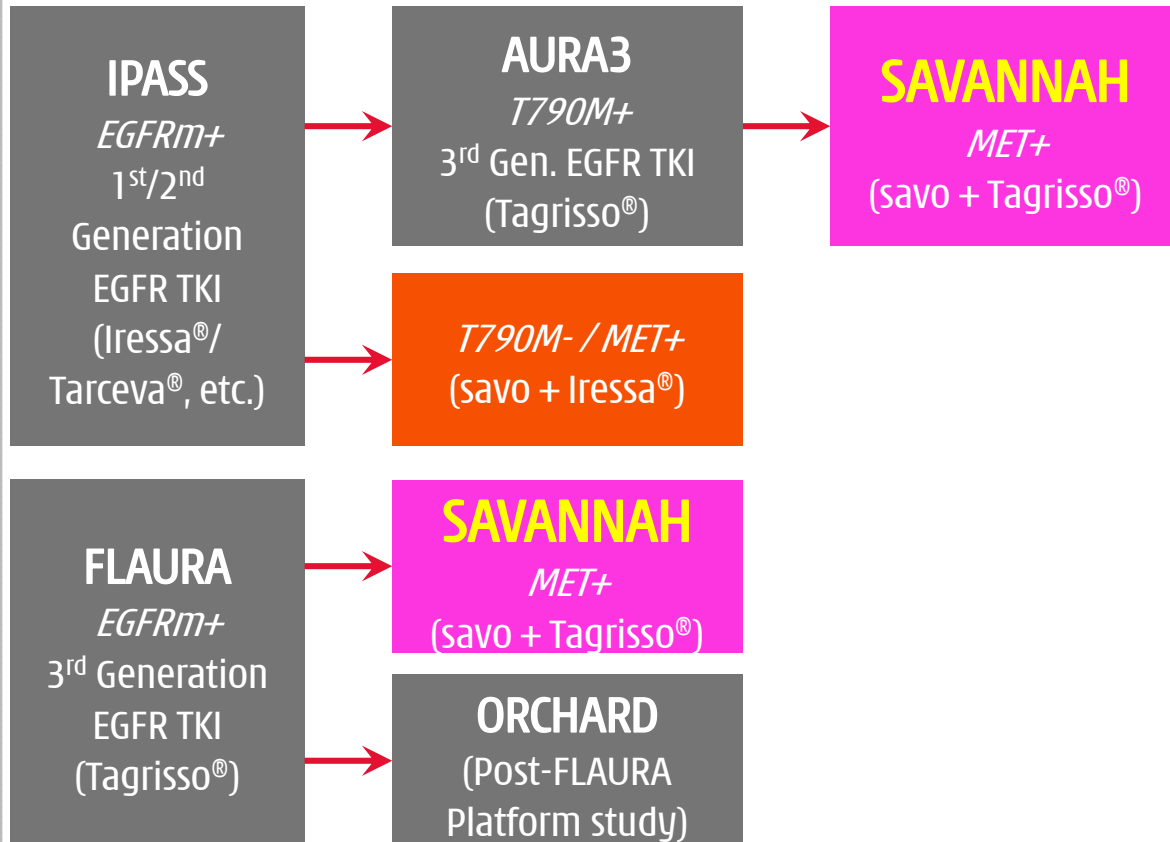 IPASS
EGFRm+
1st/2nd
Generation
EGFR TKI
(Iressa®/
Tarceva®, etc.)
AURA3
T790M+
3rd Gen. EGFR TKI
(Tagrisso®)
SAVANNAH
MET+
(savo + Tagrisso®)
T790M- / MET+
(savo + Iressa®)
FLAURA
EGFRm+
3rd Generation
EGFR TKI
(Tagrisso®)
SAVANNAH
MET+
(savo + Tagrisso®)
ORCHARD
(Post-FLAURA
Platform study)